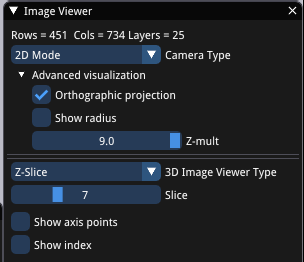 Image Viewer
Rows = 451 Cols = 734 Layers = 25
2D Mode Camera Type
Advanced visualization
Orthographic projection
Show radius
9.0 Z-mult
Z-Slice 3D Image Viewer Type
7 Slice
Show axis points
Show index